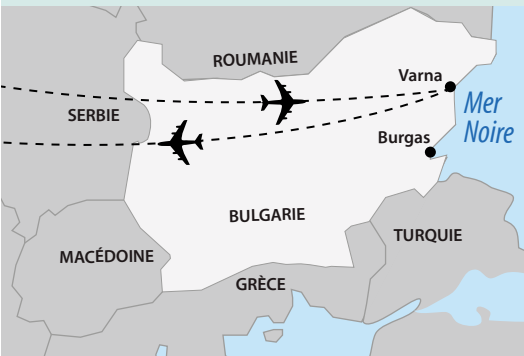 ROUMANIE
Varna
SERBIE
Mer
Noire
Burgas
BULGARIE
TURQUIE
MACÉDOINE
GRÈCE